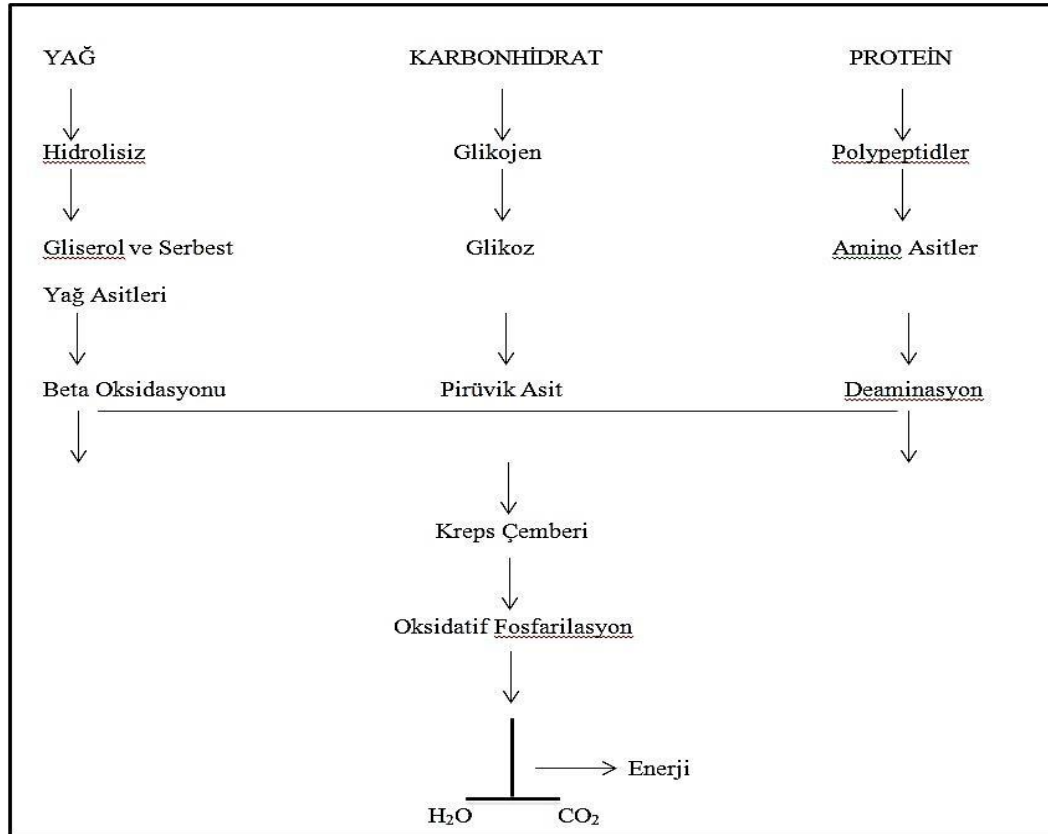 YAĞ KARBONHİDRAT PROTEİN
Hidrolisiz Glikojen Polypeptidler
Gliserol ve Serbest Glikoz Amino Asitler
Yağ Asitleri
Beta Oksidasyonu Pirüvik Asit Deaminasyon
Kreps Çemberi
Oksidatif Fosfarilasyon
Enerji
H₂O CO₂